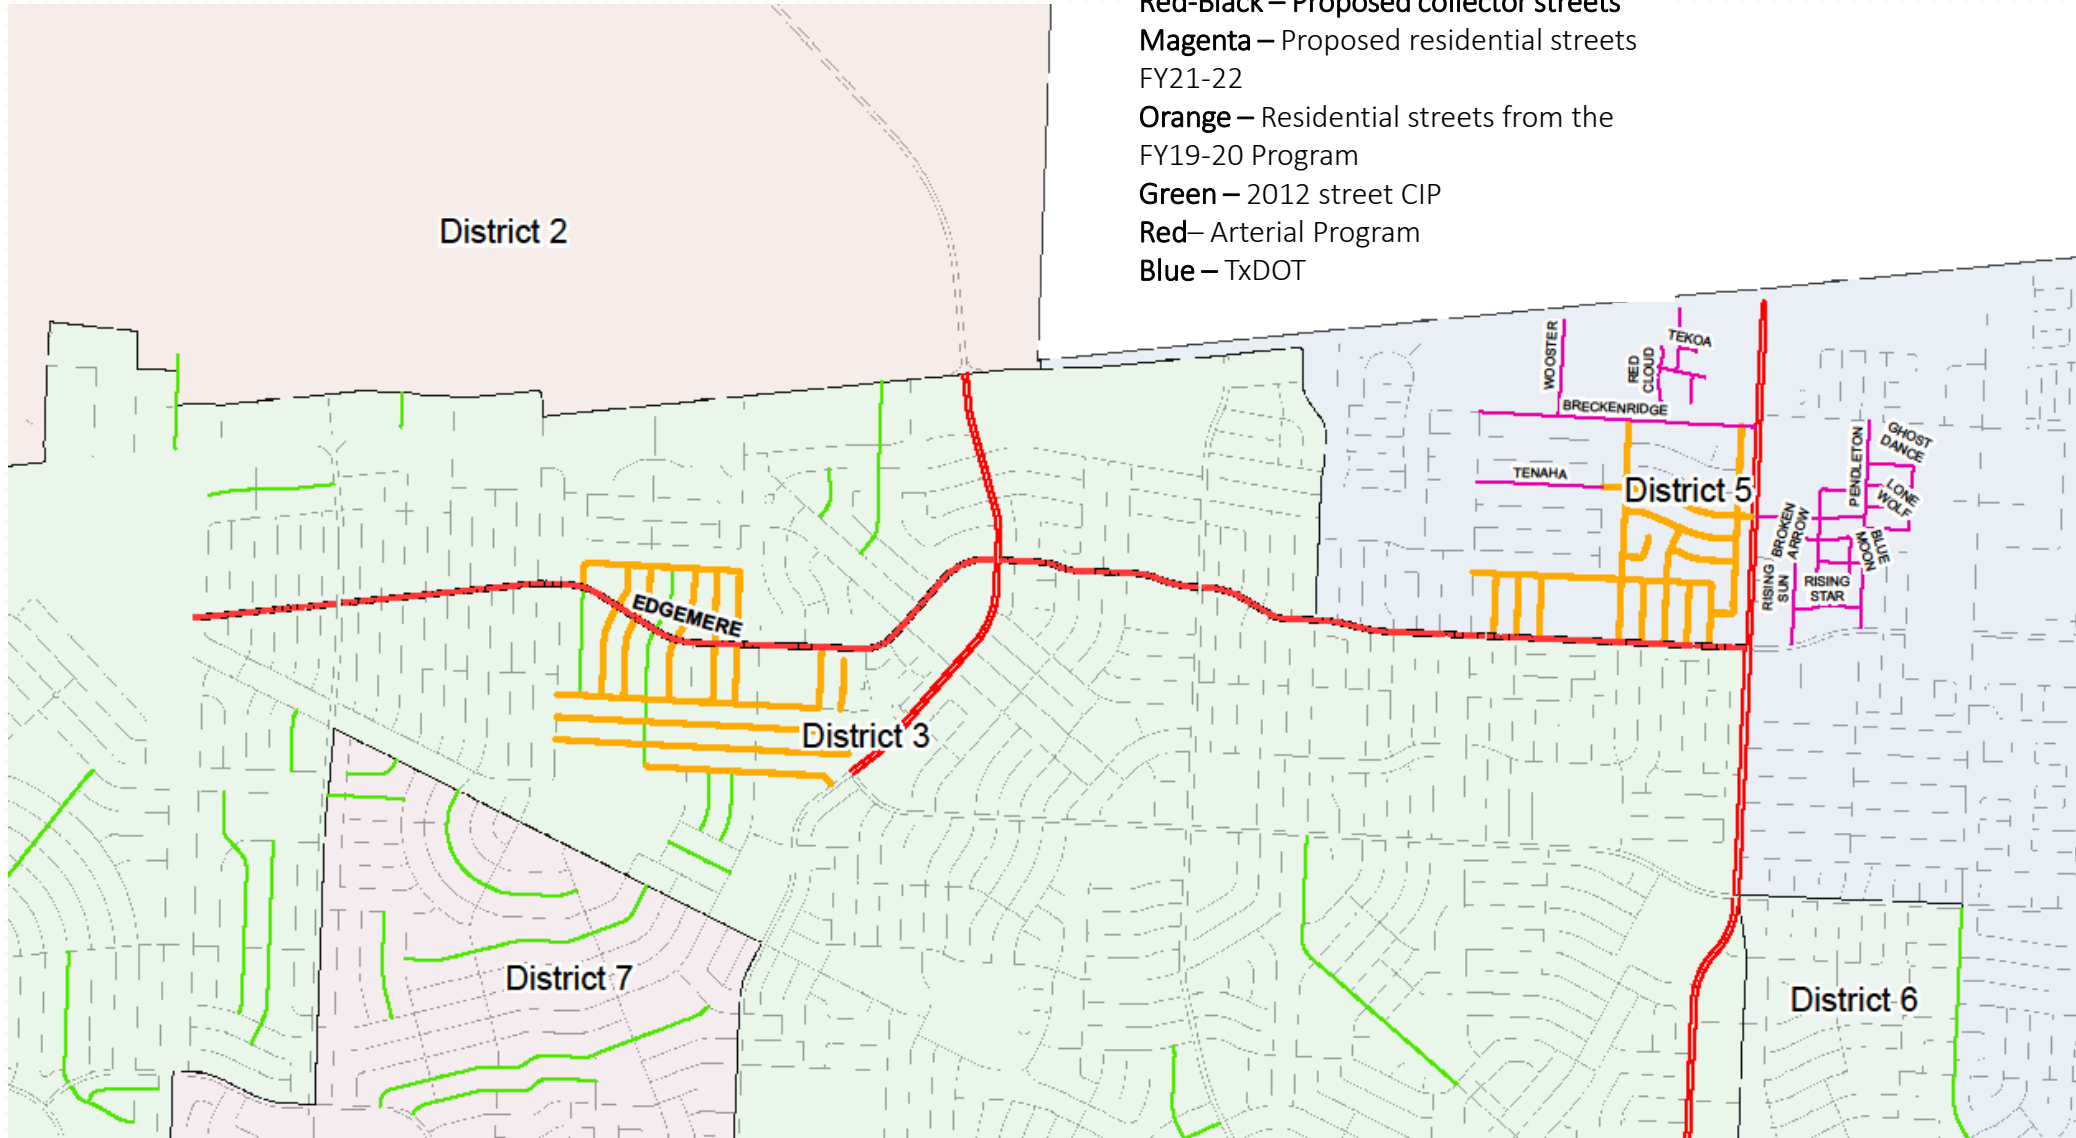 Red-Black – Proposed collector streets
Magenta – Proposed residential streets
FY21-22
Orange – Residential streets from the
FY19-20 Program
Green – 2012 street CIP
Red– Arterial Program
Blue – TxDOT
District 2
WOOSTER
RED
CLOUD
TEKOA
BRECKENRIDGE
TENAHA
District 5
PENDLETON
GHOST
DANCE
LONE
WOLF
BROKEN
ARROW
BLUE
MOON
RISING
SUN
RISING
STAR
EDGEMERE
District 3
District 7
District 6